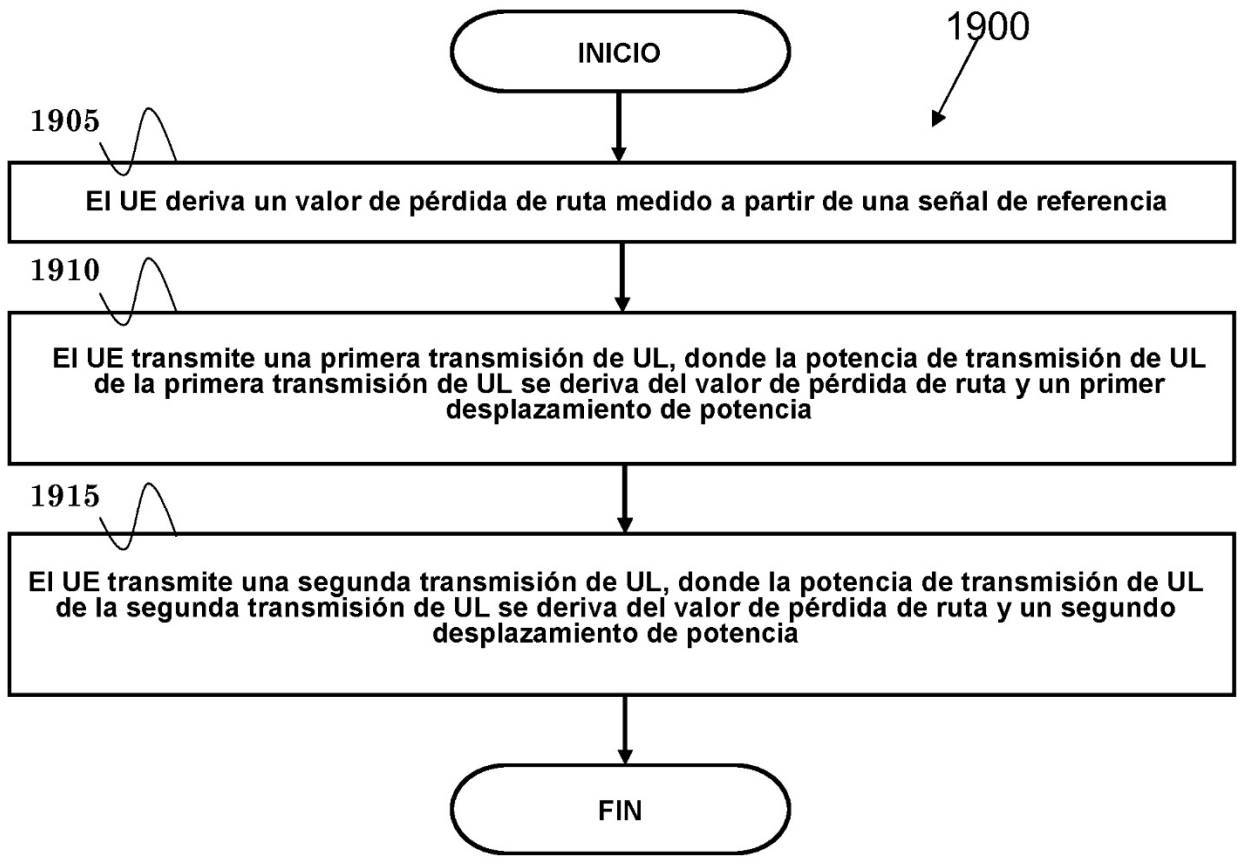 INICIO
1900
1905
El UE deriva un valor de pérdida de ruta medido a partir de una señal de referencia
1910
El UE transmite una primera transmisión de UL, donde la potencia de transmisión de UL
de la primera transmisión de UL se deriva del valor de pérdida de ruta y un primer
desplazamiento de potencia
1915
El UE transmite una segunda transmisión de UL, donde la potencia de transmisión de UL
de la segunda transmisión de UL se deriva del valor de pérdida de ruta y un segundo
desplazamiento de potencia
FIN